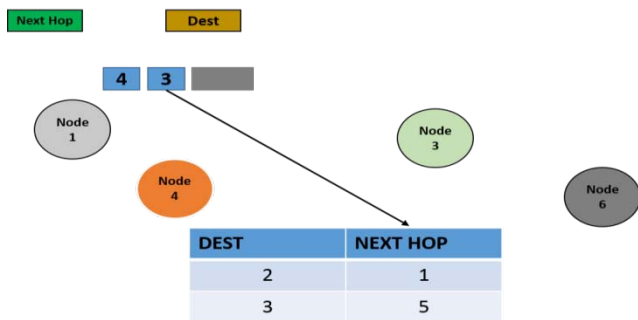 Next Hop Dest
4 3
Node
1
Node
3
Node
4
Node
6
DEST NEXT HOP
2 1
3 5